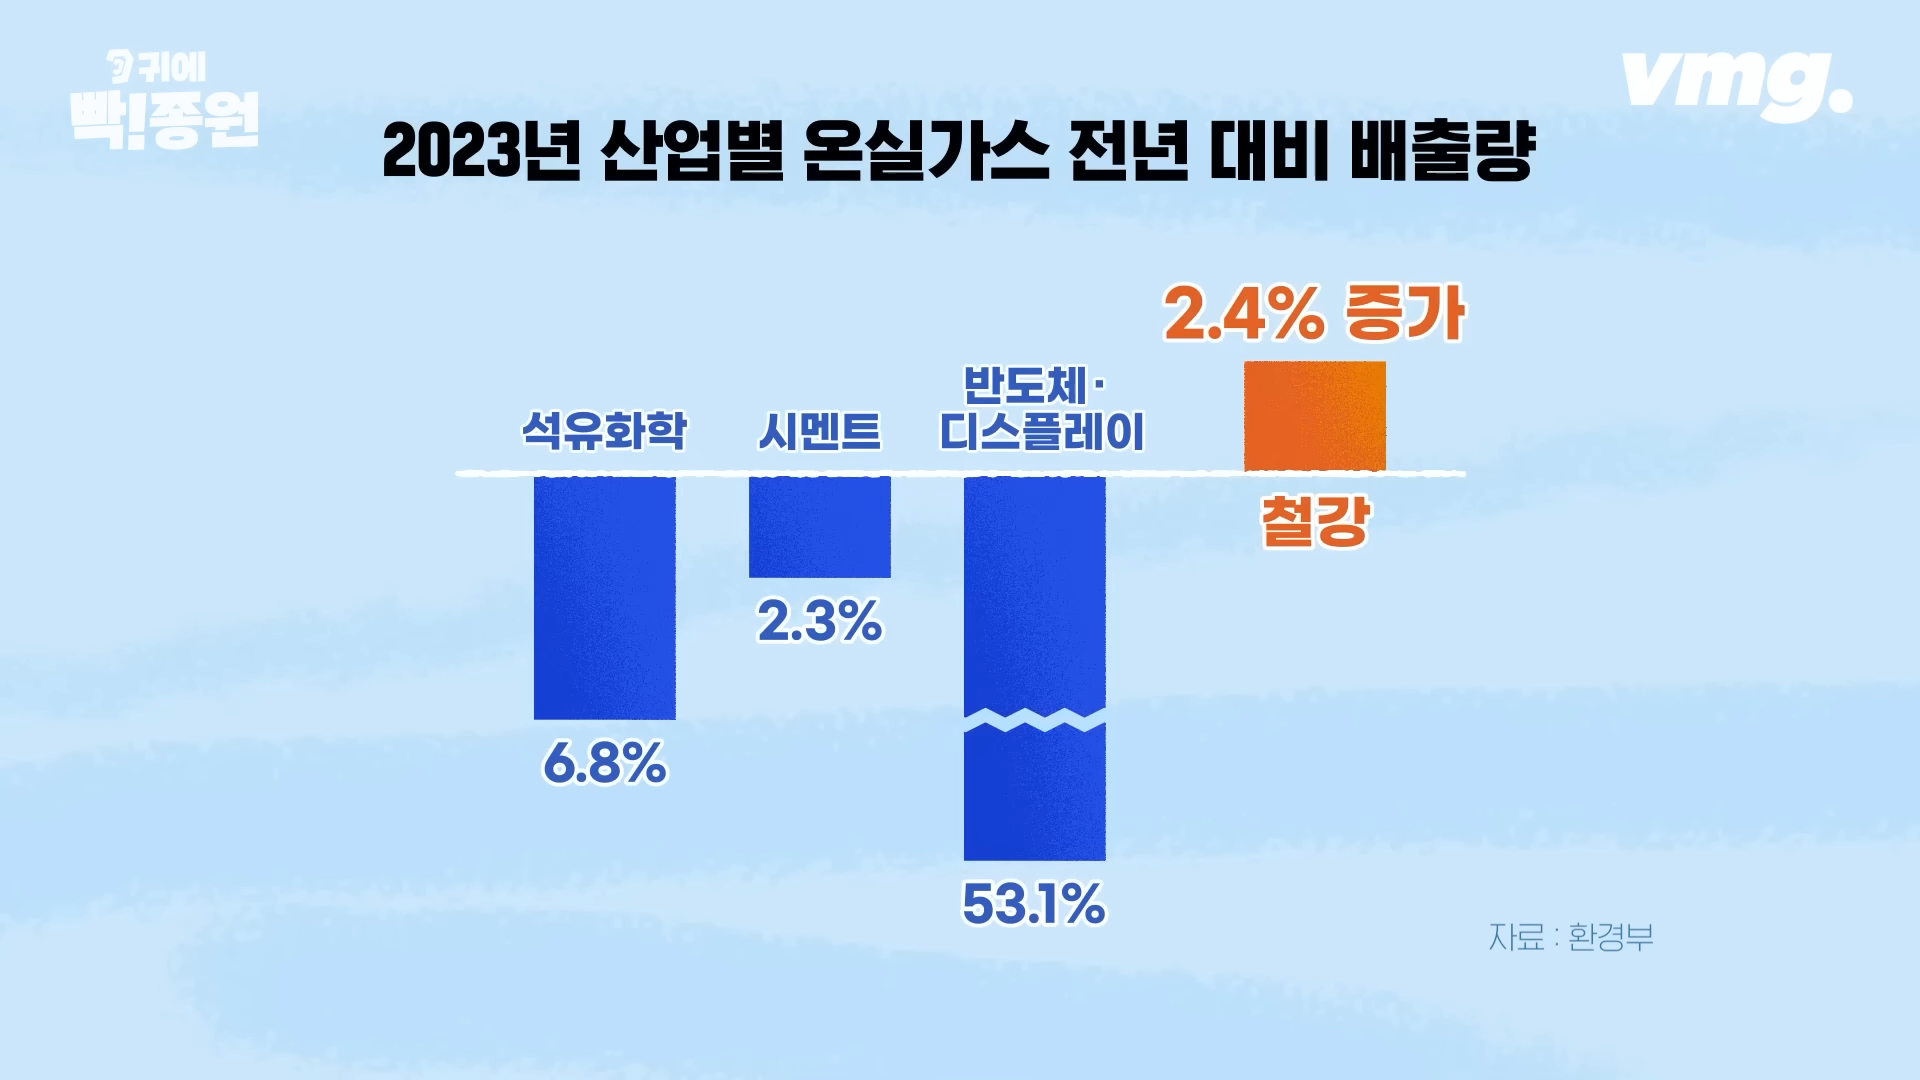 귀에
빡!종원
vmg.
2023년 산업별 온실가스 전년 대비 배출량
2.4% 증가
석유화학
시멘트
반도체·
디스플레이
철강
6.8%
2.3%
53.1%
자료 : 환경부